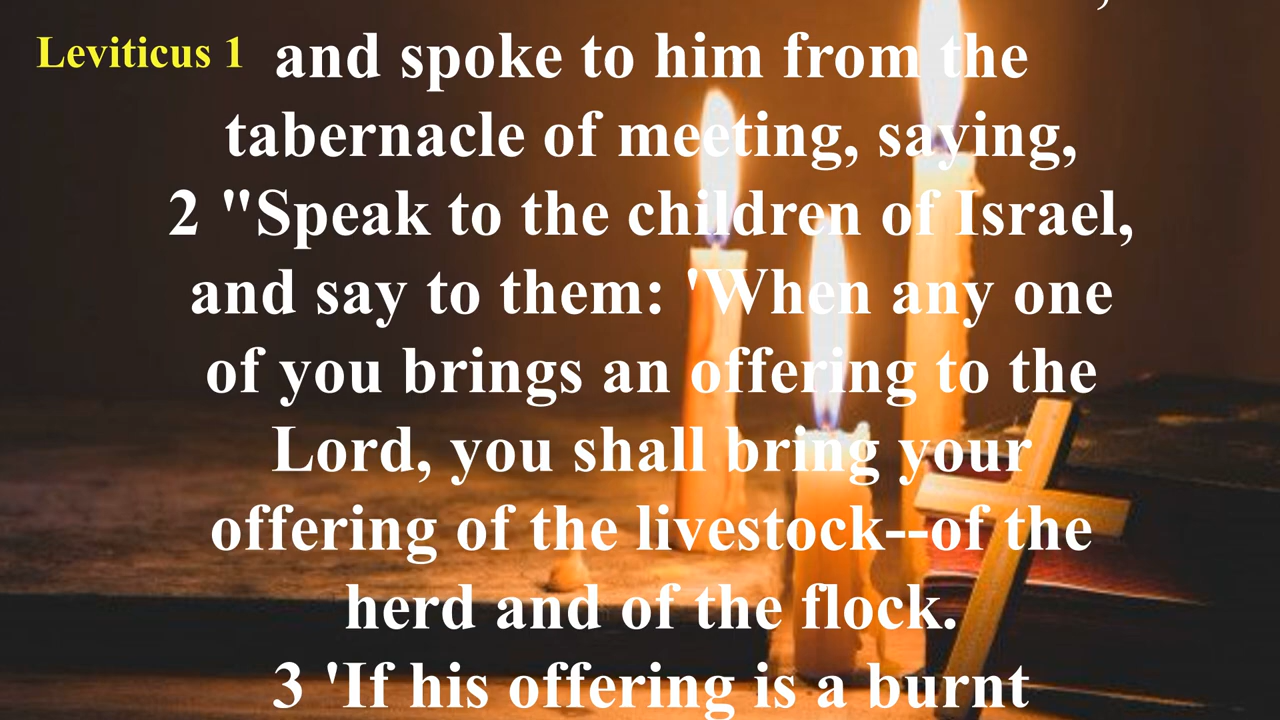 Leviticus 1
and spoke to him from the
tabernacle of meeting, saying,
2 "Speak to the children of Israel,
and say to them: 'When any one
of you brings an offering to the
Lord, you shall bring your
offering of the livestock--of the
herd and of the flock.
3 'If his offering is a burnt